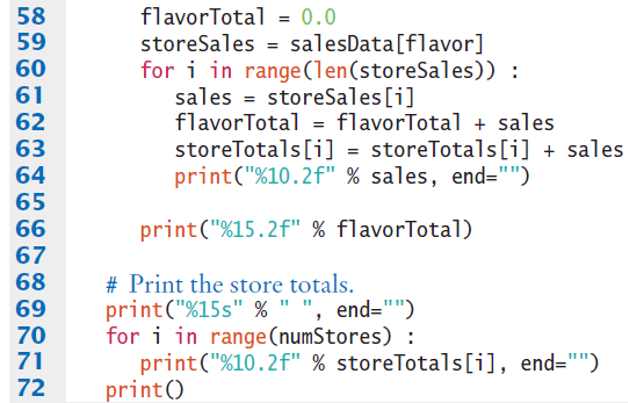 58 flavorTotal = 0.0
59 storeSales = salesData[flavor]
60 for i in range(len(storeSales)) :
61 sales = storeSales[i]
62 flavorTotal = flavorTotal + sales
63 storeTotals[i] = storeTotals[i] + sales
64 print("%10.2f" % sales, end="")
65
66 print("%15.2f" % flavorTotal)
67
68 # Print the store totals.
69 print("%15s" % " ", end="")
70 for i in range(numStores) :
71 print("%10.2f" % storeTotals[i], end="")
72 print()